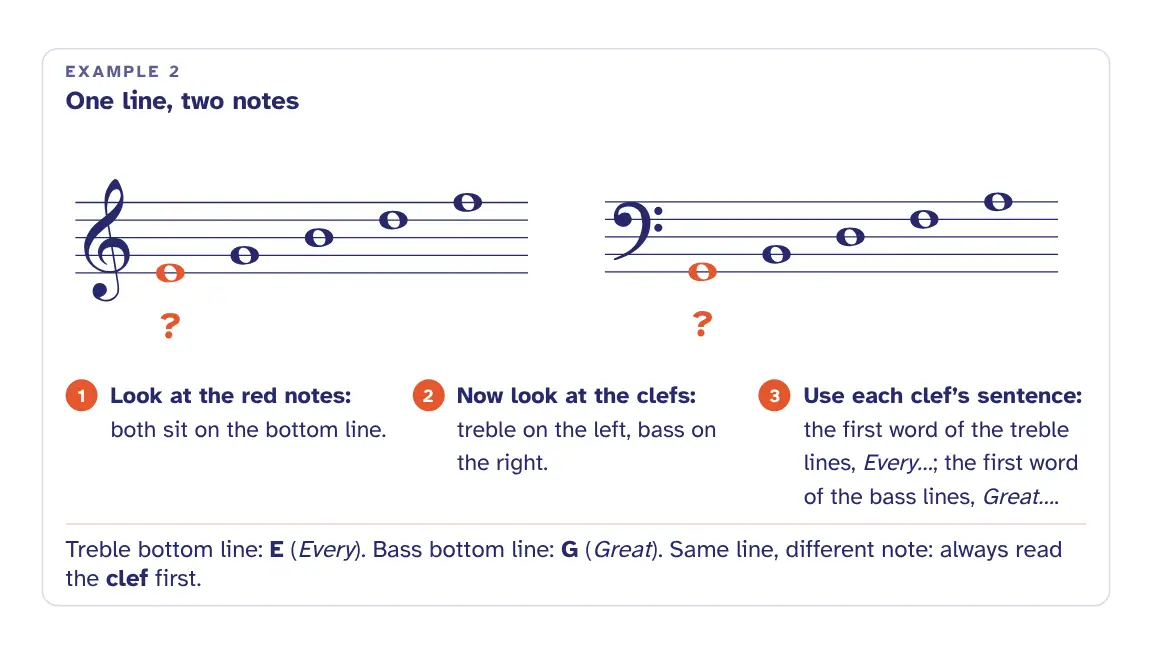 EXAMPLE 2
One line, two notes
?
?
1
Look at the red notes:
both sit on the bottom line.
2
Now look at the clefs:
treble on the left, bass on
the right.
3
Use each clef’s sentence:
the first word of the treble
lines, Every…; the first word
of the bass lines, Great….
Treble bottom line: E (Every). Bass bottom line: G (Great). Same line, different note: always read
the clef first.